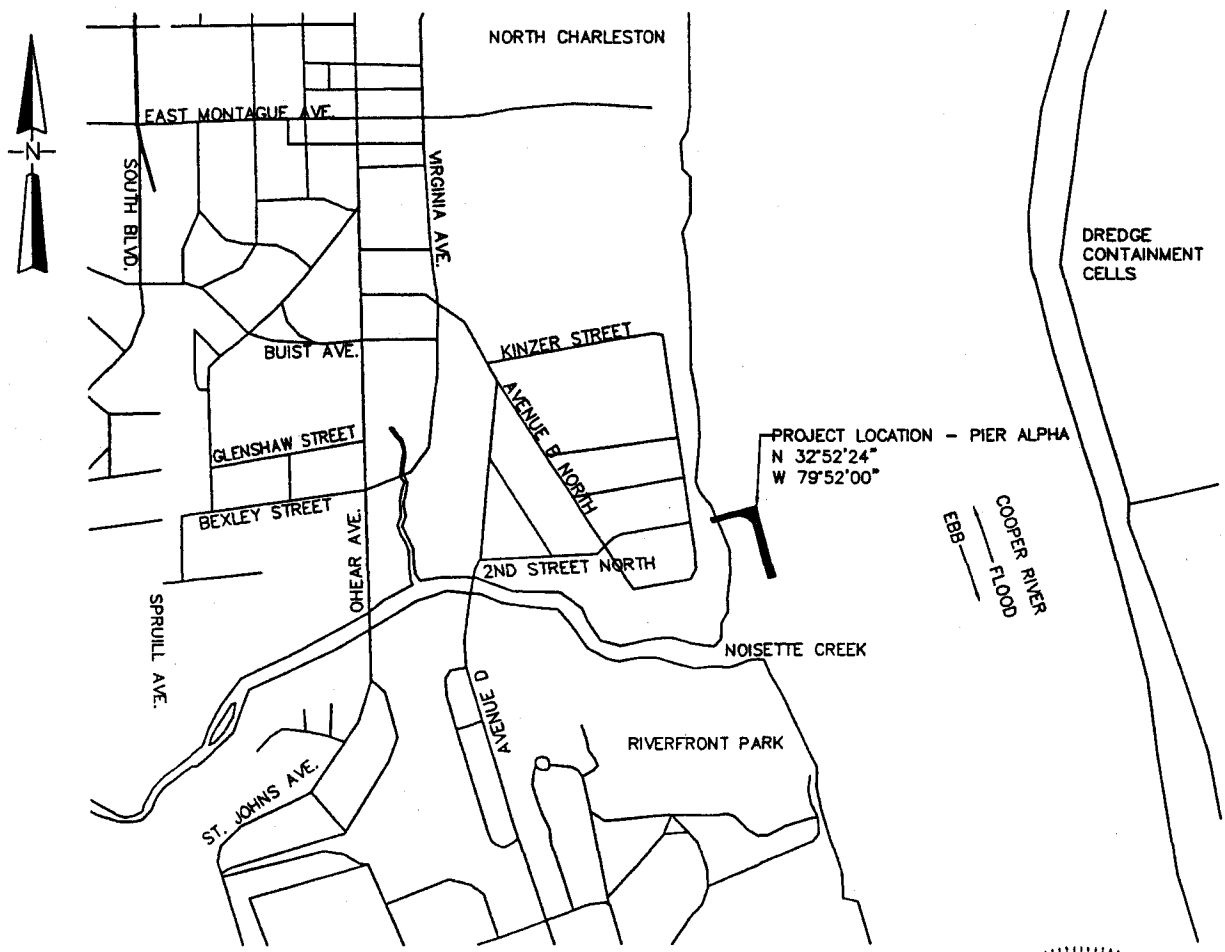 NORTH CHARLESTON
EAST MONTAGUE AVE.
N
SOUTH BLVD.
VIRGINIA AVE.
DREDGE
CONTAINMENT
CELLS
KINZER STREET
BUIST AVE.
AVENUE B NORTH
PROJECT LOCATION - PIER ALPHA
N 32°52'24"
W 79°52'00"
GLENSHAW STREET
BEXLEY STREET
OHEAR AVE.
COOPER RIVER
FLOOD
EBB
2ND STREET NORTH
SPRUILL AVE.
NOISETTE CREEK
AVENUE D
RIVERFRONT PARK
ST. JOHNS AVE.